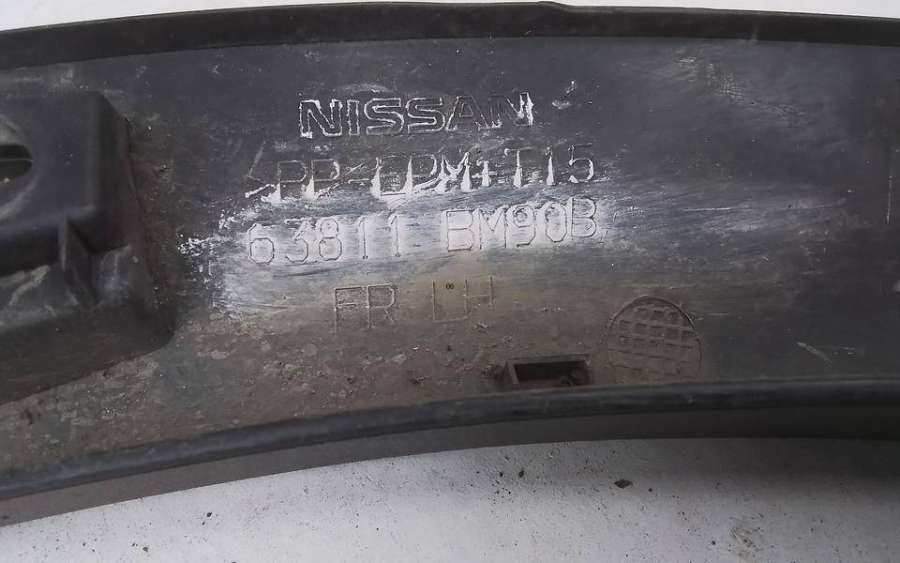 NISSAN
>PP+EPM+T15
63811 BM90B
FR LH